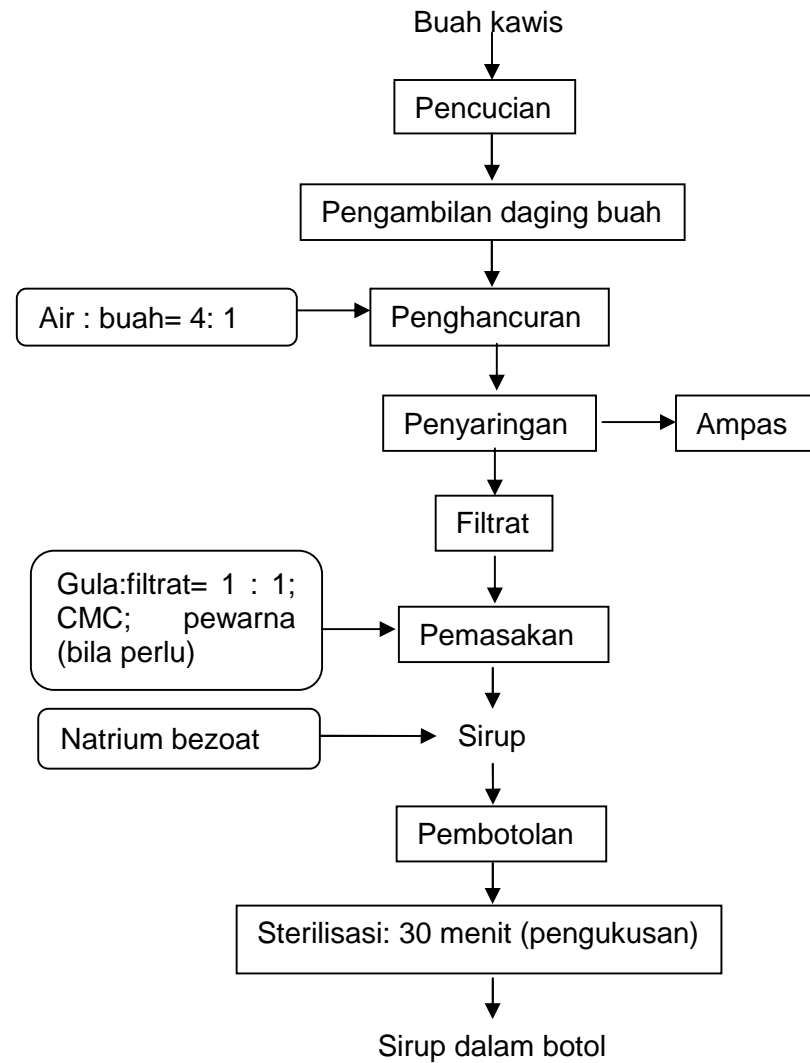 Buah kawis
Pencucian
Pengambilan daging buah
Air : buah= 4: 1
Penghancuran
Penyaringan
Ampas
Filtrat
Gula:filtrat= 1 : 1;
CMC; pewarna
(bila perlu)
Pemasakan
Natrium bezoat
Sirup
Pembotolan
Sterilisasi: 30 menit (pengukusan)
Sirup dalam botol